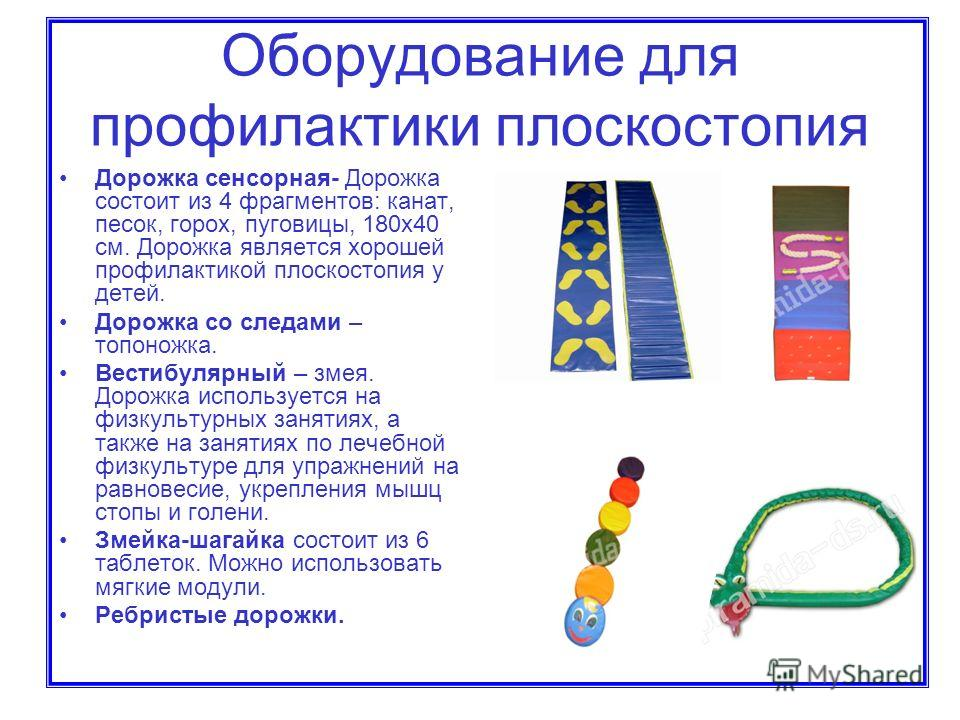 Оборудование для
профилактики плоскостопия
• Дорожка сенсорная- Дорожка
состоит из 4 фрагментов: канат,
песок, горох, пуговицы, 180х40
см. Дорожка является хорошей
профилактикой плоскостопия у
детей.
• Дорожка со следами –
топоножка.
• Вестибулярный – змея.
Дорожка используется на
физкультурных занятиях, а
также на занятиях по лечебной
физкультуре для упражнений на
равновесие, укрепления мышц
стопы и голени.
• Змейка-шагайка состоит из 6
таблеток. Можно использовать
мягкие модули.
• Ребристые дорожки.
piramida-ds.ru
MyShared